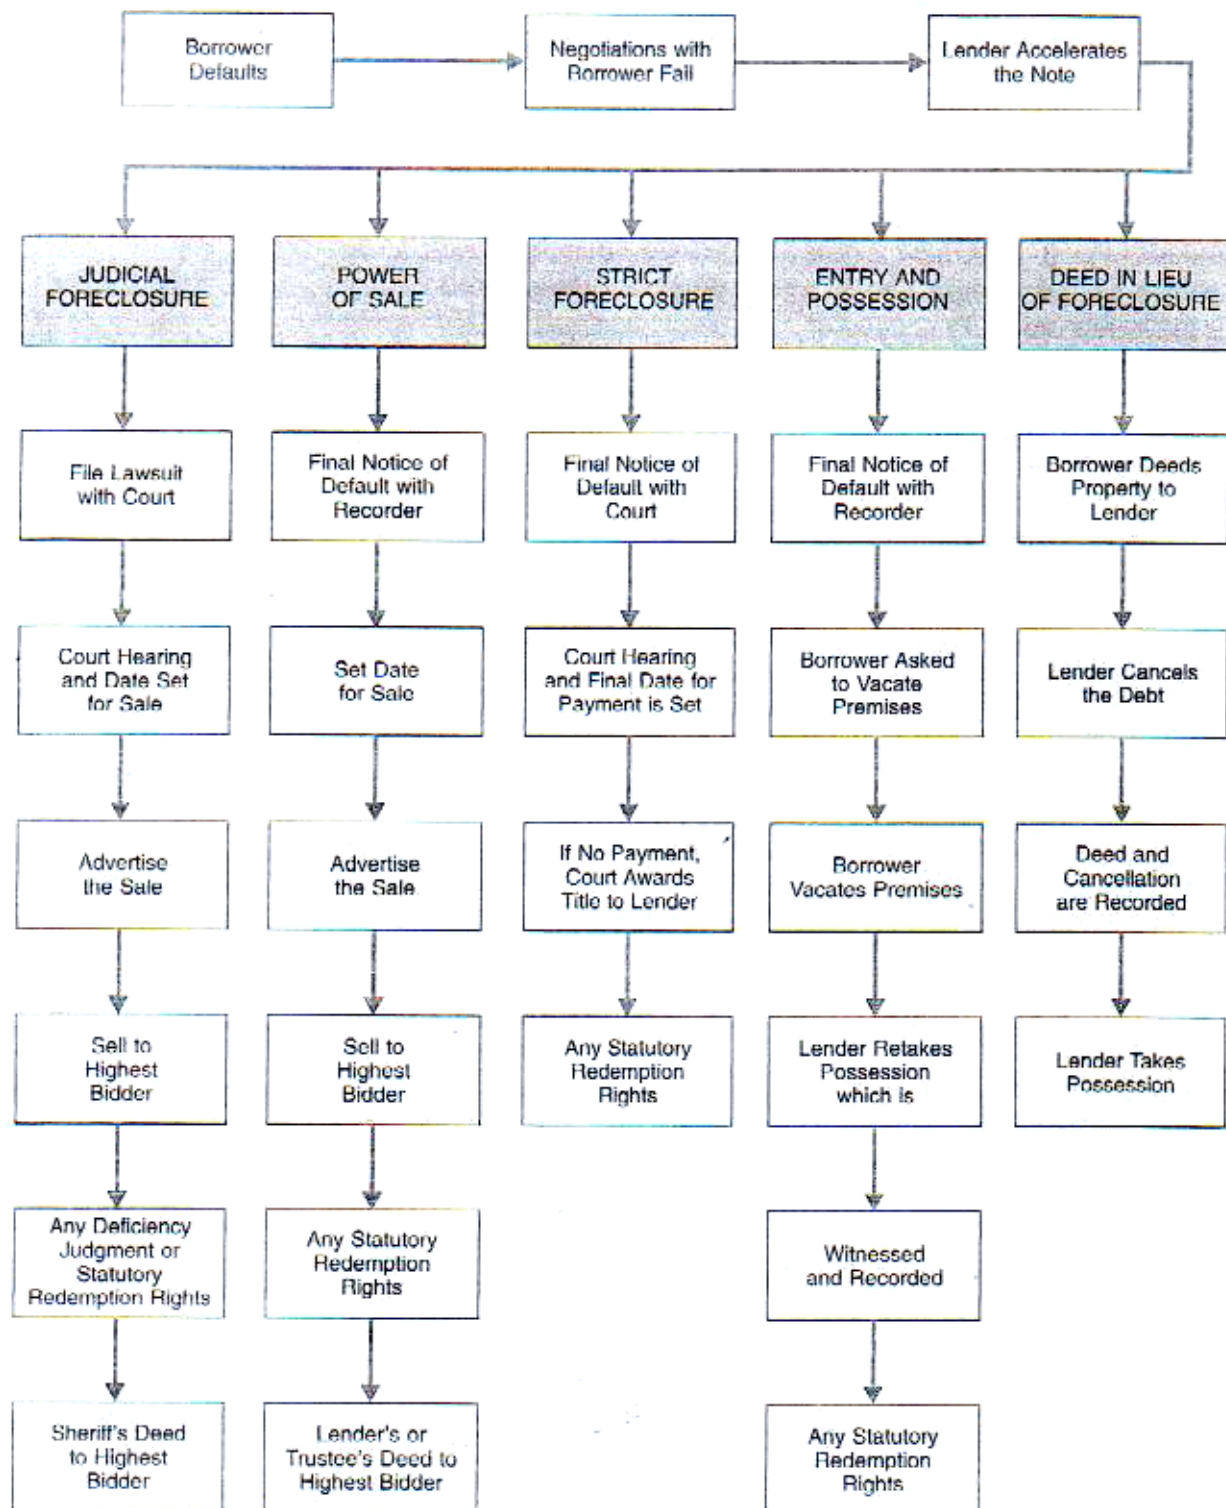 Borrower
Defaults
Negotiations with
Borrower Fail
Lender Accelerates
the Note
JUDICIAL
FORECLOSURE
POWER
OF SALE
STRICT
FORECLOSURE
ENTRY AND
POSSESSION
DEED IN LIEU
OF FORECLOSURE
File Lawsuit
with Court
Final Notice of
Default with
Recorder
Final Notice of
Default with
Court
Final Notice of
Default with
Recorder
Borrower Deeds
Property to
Lender
Court Hearing
and Date Set
for Sale
Set Date
for Sale
Court Hearing
and Final Date for
Payment is Set
Borrower Asked
to Vacate
Premises
Lender Cancels
the Debt
Advertise
the Sale
Advertise
the Sale
If No Payment,
Court Awards
Title to Lender
Borrower
Vacates Premises
Deed and
Cancellation
are Recorded
Sell to
Highest
Bidder
Sell to
Highest
Bidder
Any Statutory
Redemption
Rights
Lender Retakes
Possession
which is
Lender Takes
Possession
Any Deficiency
Judgment or
Statutory
Redemption Rights
Any Statutory
Redemption
Rights
Witnessed
and Recorded
Sheriff's Deed
to Highest
Bidder
Lender's or
Trustee's Deed to
Highest Bidder
Any Statutory
Redemption
Rights